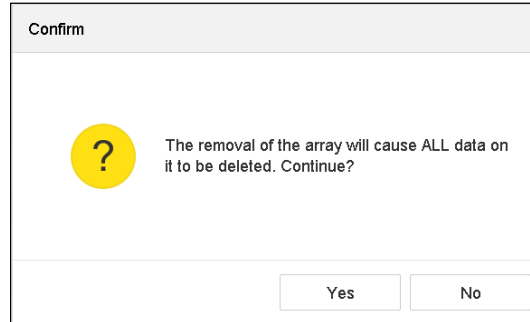 Confirm
?
The removal of the array will cause ALL data on
it to be deleted. Continue?
Yes
No